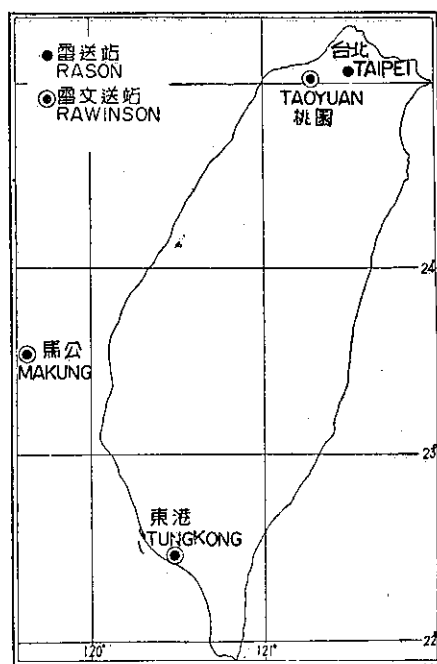 雷送站
RASON
雷文送站
RAWINSON
台北
TAIPEI
TAOYUAN
桃園
24°
馬公
MAKUNG
23°
東港
TUNGKONG
22°
120°
121°